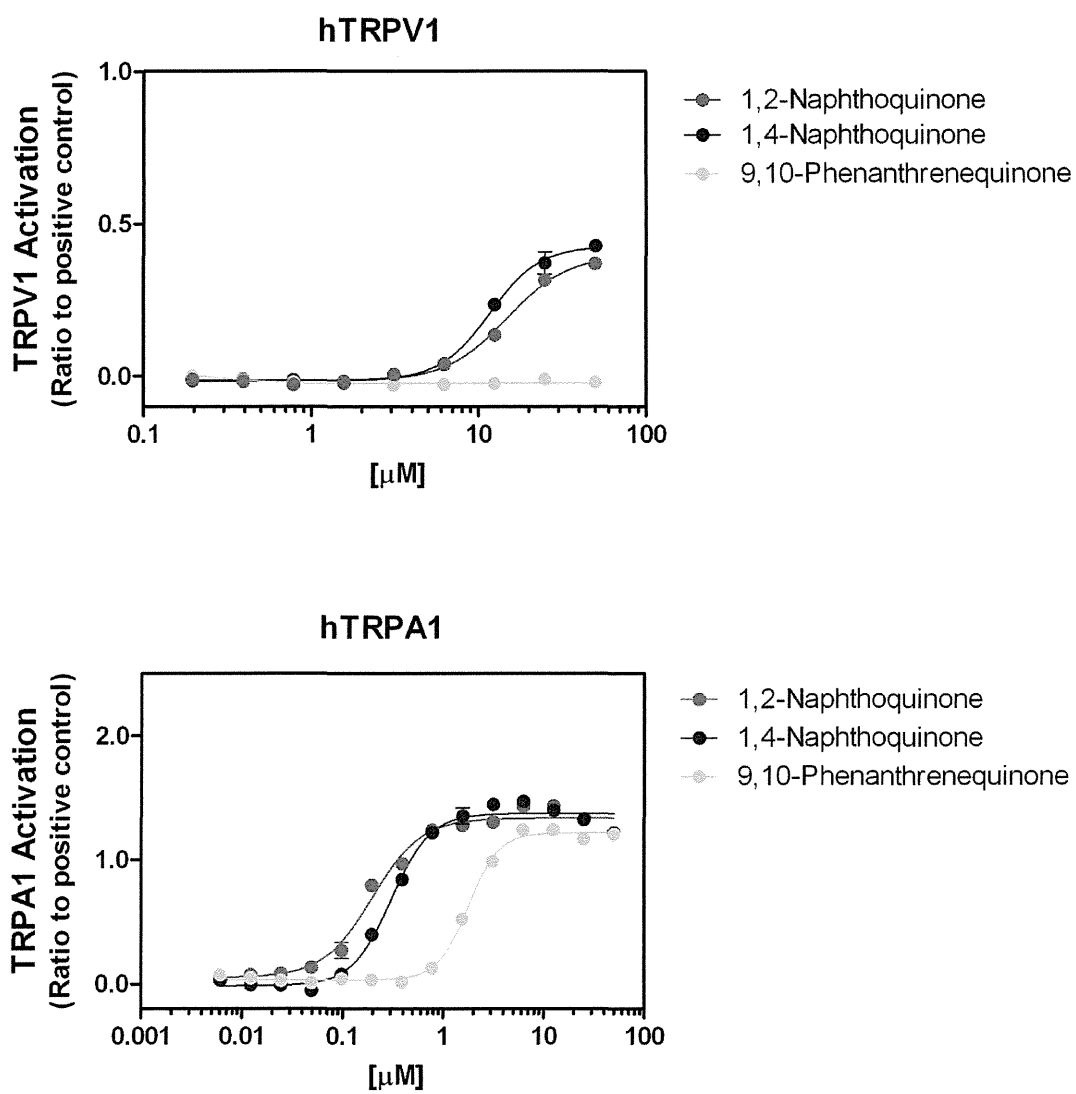 hTRPV1
TRPV1 Activation
(Ratio to positive control)
1.0
0.5
0.0
0.1
1
10
100
[μM]
1,2-Naphthoquinone
1,4-Naphthoquinone
9,10-Phenanthrenequinone
hTRPA1
TRPA1 Activation
(Ratio to positive control)
2.0
1.0
0.0
0.001
0.01
0.1
1
10
100
[μM]
1,2-Naphthoquinone
1,4-Naphthoquinone
9,10-Phenanthrenequinone